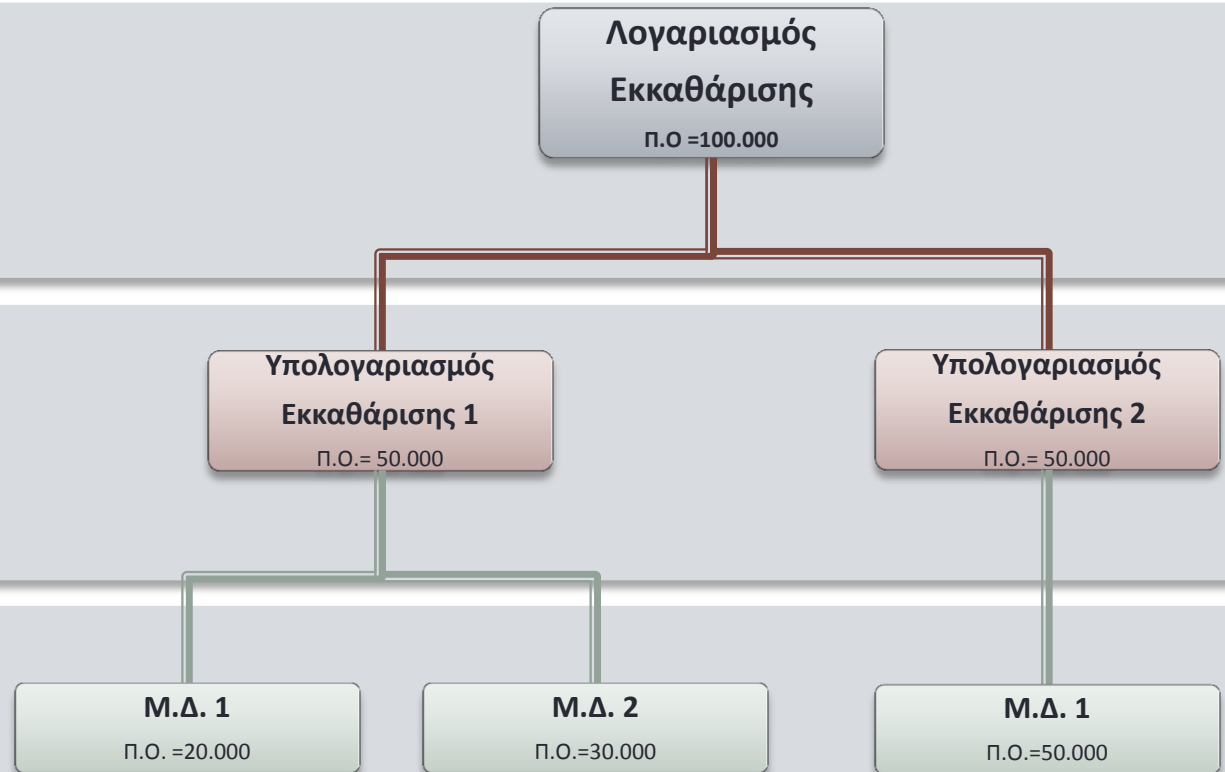 Λογαριασμός
Εκκαθάρισης
Π.Ο =100.000
Υπολογαριασμός
Εκκαθάρισης 1
Π.Ο.= 50.000
Υπολογαριασμός
Εκκαθάρισης 2
Π.Ο.= 50.000
Μ.Δ. 1
Π.Ο. =20.000
Μ.Δ. 2
Π.Ο.=30.000
Μ.Δ. 1
Π.Ο.=50.000